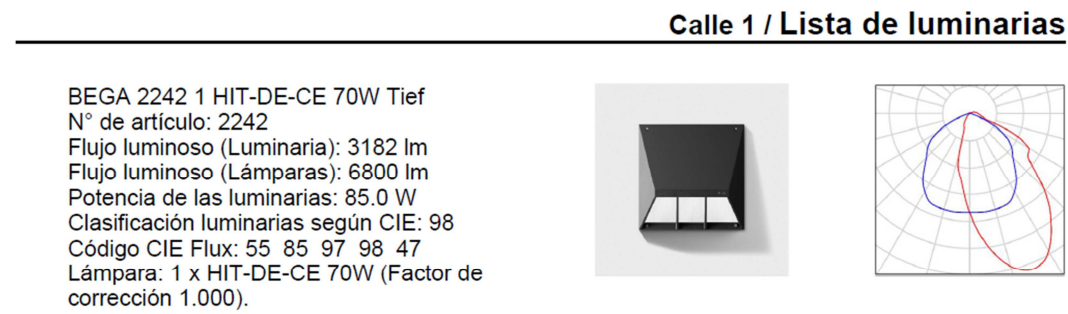 Calle 1 / Lista de luminarias
BEGA 2242 1 HIT-DE-CE 70W Tief
N° de artículo: 2242
Flujo luminoso (Luminaria): 3182 lm
Flujo luminoso (Lámparas): 6800 lm
Potencia de las luminarias: 85.0 W
Clasificación luminarias según CIE: 98
Código CIE Flux: 55 85 97 98 47
Lámpara: 1 x HIT-DE-CE 70W (Factor de
corrección 1.000).